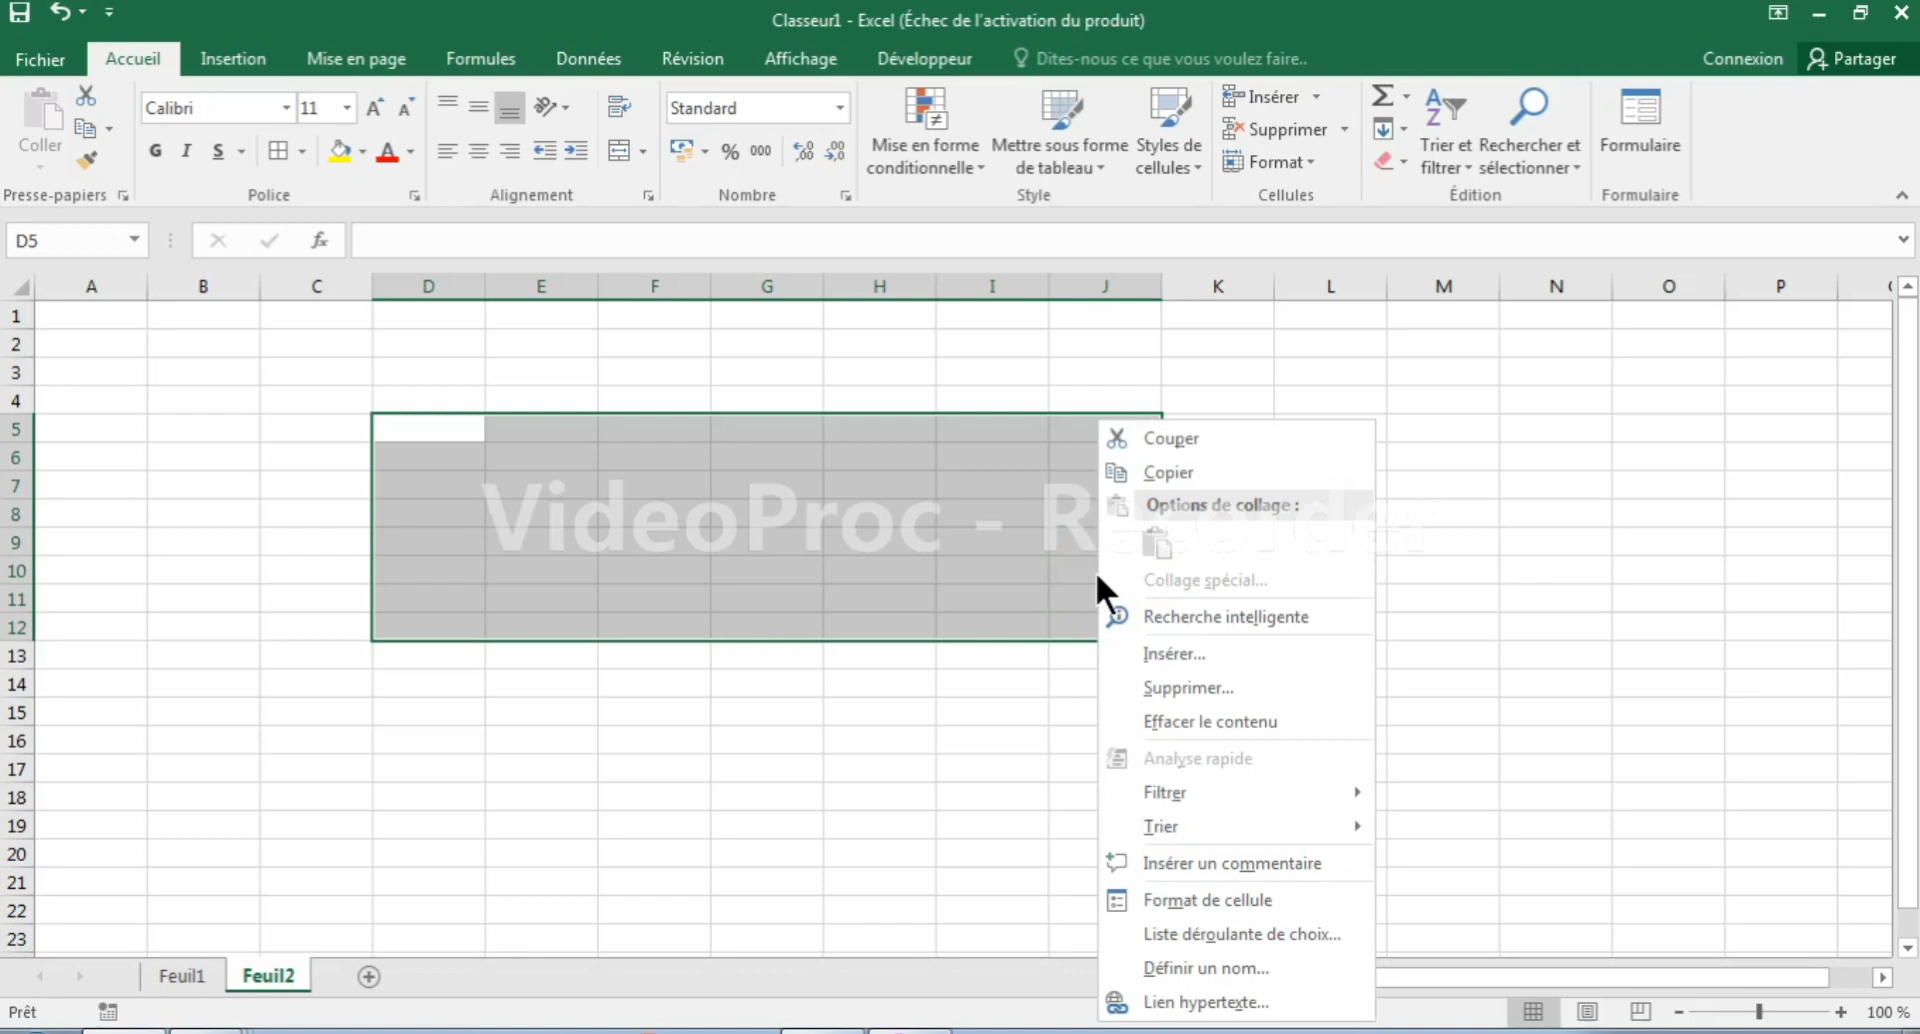 Classeur1 - Excel (Échec de l'activation du produit)
Fichier Accueil Insertion Mise en page Formules Données Révision Affichage Développeur Dites-nous ce que vous voulez faire.. Connexion Partager
Coller
Presse-papiers
Calibri 11
G I S A
Police
Alignement
Standard
% 000
Nombre
Mise en forme conditionnelle
Mettre sous forme de tableau
Styles de cellules
Style
Insérer
Supprimer
Format
Cellules
Trier et filtrer
Rechercher et sélectionner
Édition
Formulaire
Formulaire
D5 fx
A B C D E F G H I J K L M N O P
1
2
3
4
5
6
7
8
9
10
11
12
13
14
15
16
17
18
19
20
21
22
23
VideoProc - Recorder
Couper
Copier
Options de collage :
Collage spécial...
Recherche intelligente
Insérer...
Supprimer...
Effacer le contenu
Analyse rapide
Filtrer
Trier
Insérer un commentaire
Format de cellule
Liste déroulante de choix...
Définir un nom...
Lien hypertexte...
Feuil1 Feuil2
Prêt 100 %